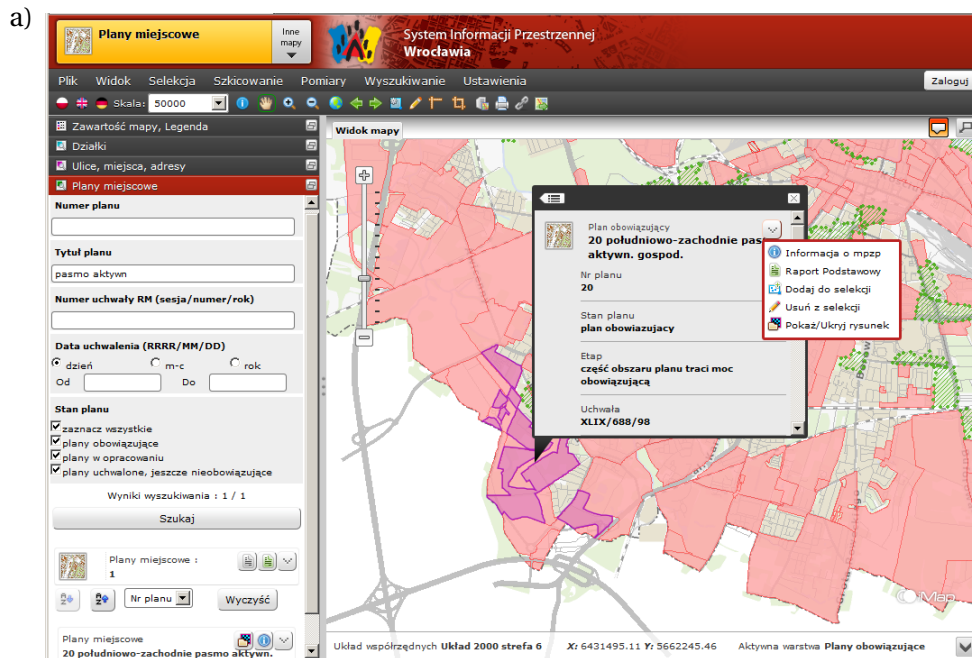 a)
Plany miejskowe
Inne
mapy
System Informacji Przestrzennej
Wrocławia
Plik Widok Selekcja Szkicowanie Pomiary Wyszukiwanie Ustawienia
Zaloguj
Skala: 50000
Zawartość mapy, Legenda
Działki
Ulice, miejsca, adresy
Plany miejskowe
Numer planu
Tytuł planu
pasmo aktywn
Numer uchwały RM (sesja/numer/rok)
Data uchwalenia (RRRR/MM/DD)
dzień m-c rok
Od Do
Stan planu
zaznacz wszystkie
plany obowiązujące
plany w opracowaniu
plany uchwalone, jeszcze nieobowiązujące
Wyniki wyszukiwania : 1 / 1
Szukaj
Plany miejscowe :
1
Nr planu
Wyczyść
Plany miejscowe
20 południowo-zachodnie pasmo aktywn.
Widok mapy
Plan obowiązujący
20 południowo-zachodnie pas
aktywn. gospod.
Nr planu
20
Stan planu
plan obowiazujacy
Etap
część obszaru planu traci moc
obowiązującą
Uchwała
XLIX/688/98
Informacja o mpzp
Raport Podstawowy
Dodaj do selekcji
Usuń z selekcji
Pokaż/Ukryj rysunek
Map
Układ współrzędnych Układ 2000 strefa 6 X: 6431495.11 Y: 5662245.46 Aktywna warstwa Plany obowiązujące